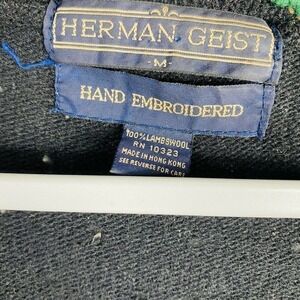 HERMAN GEIST
-M-
HAND EMBROIDERED
100% LAMBSWOOL
RN 10323
MADE IN HONG KONG
SEE REVERSE FOR CARE